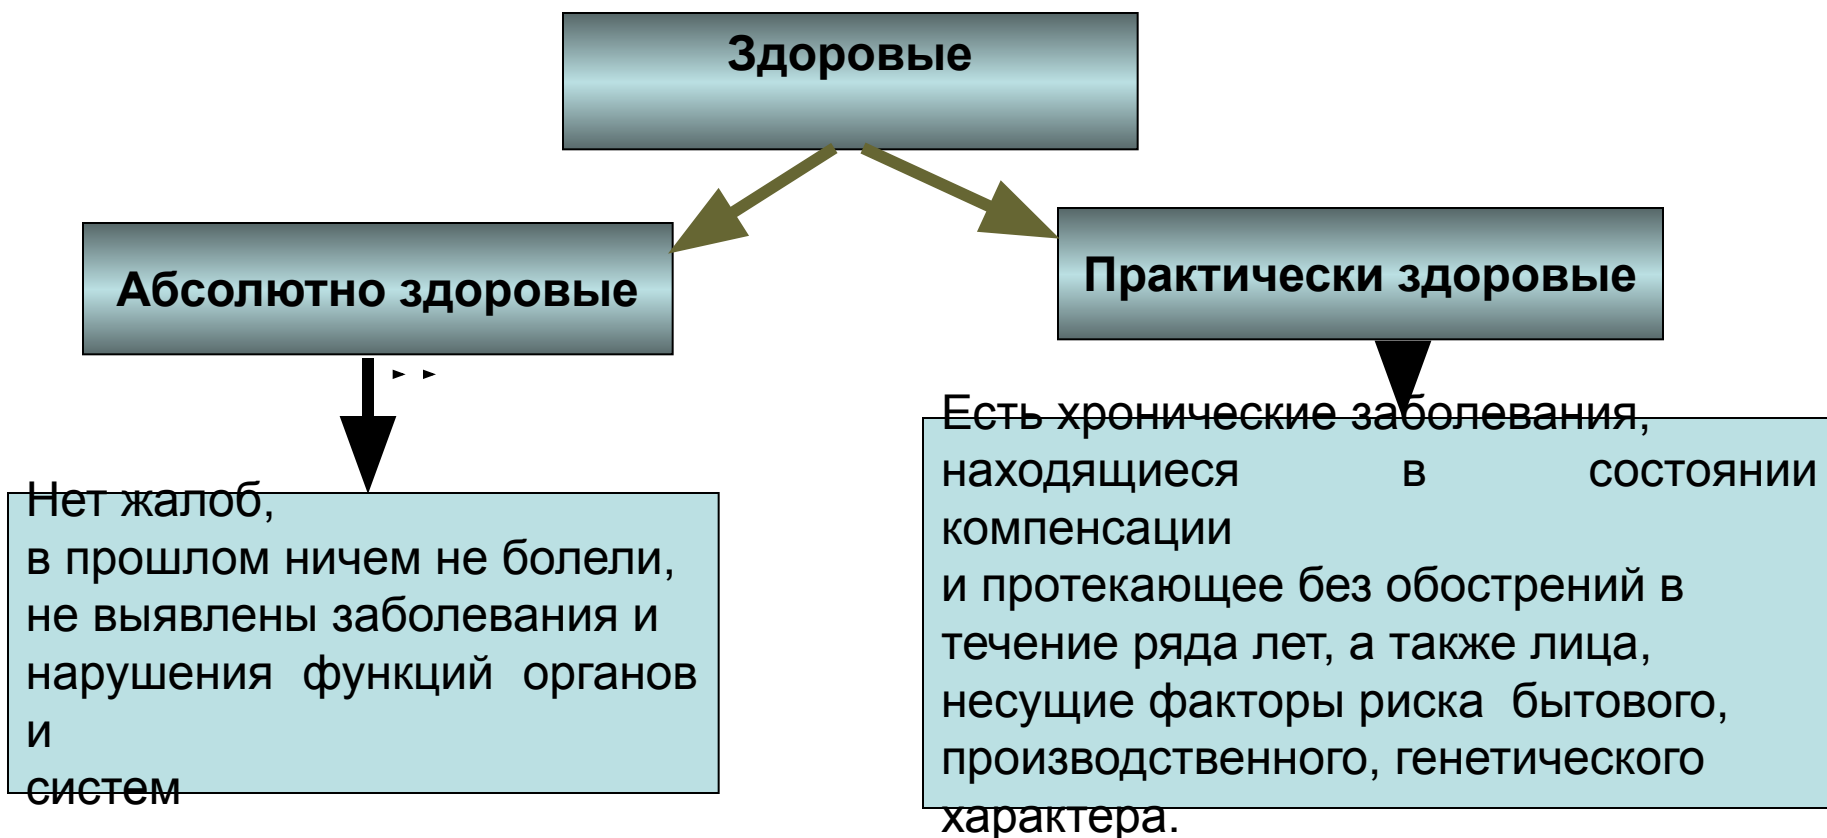 Здоровые
Абсолютно здоровые
Практически здоровые
Нет жалоб,
в прошлом ничем не болели,
не выявлены заболевания и
нарушения функций органов
и
систем
Есть хронические заболевания,
находящиеся в состоянии
компенсации
и протекающее без обострений в
течение ряда лет, а также лица,
несущие факторы риска бытового,
производственного, генетического
характера.